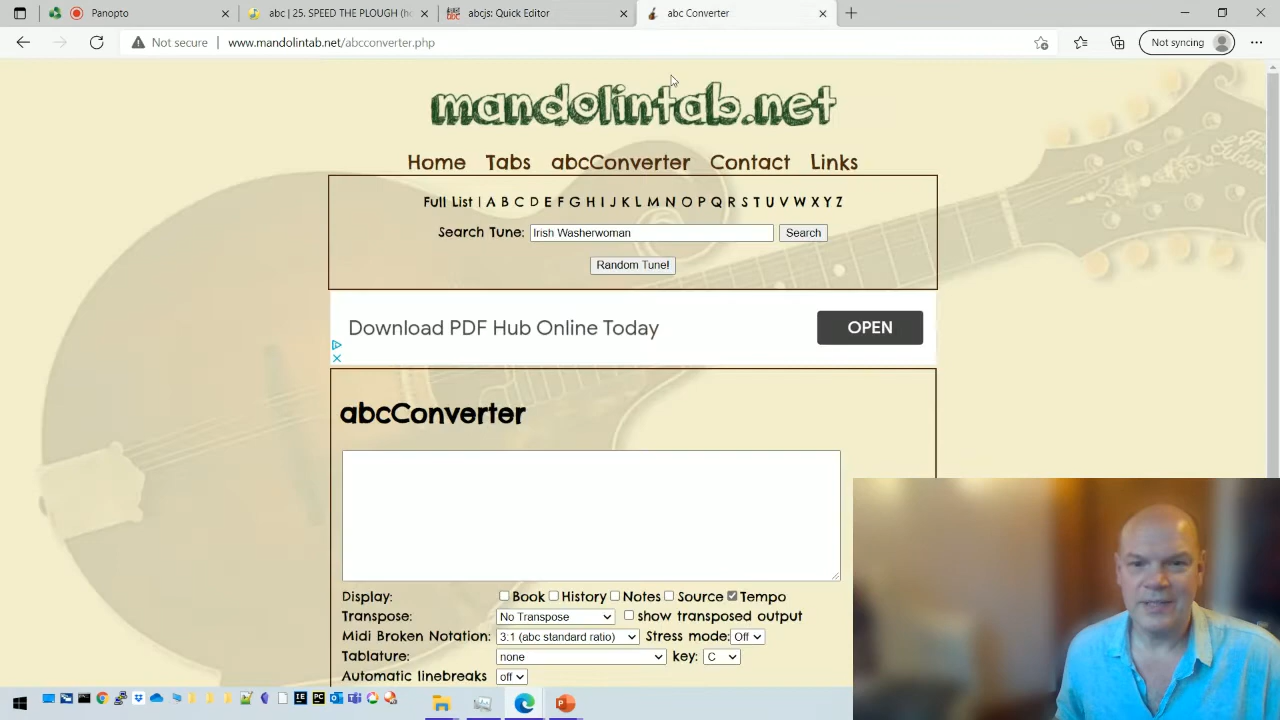 Panopto
abc | 25. SPEED THE PLOUGH (ho
abcjs: Quick Editor
abc Converter
Not secure
www.mandolintab.net/abcconverter.php
Not syncing
mandolintab.net
Home Tabs abcConverter Contact Links
Full List | A B C D E F G H I J K L M N O P Q R S T U V W X Y Z
Search Tune: Irish Washerwoman Search
Random Tune!
Download PDF Hub Online Today
OPEN
abcConverter
Display: Book History Notes Source Tempo
Transpose: No Transpose show transposed output
Midi Broken Notation: 3:1 (abc standard ratio) Stress mode: Off
Tablature: none key: C
Automatic linebreaks off